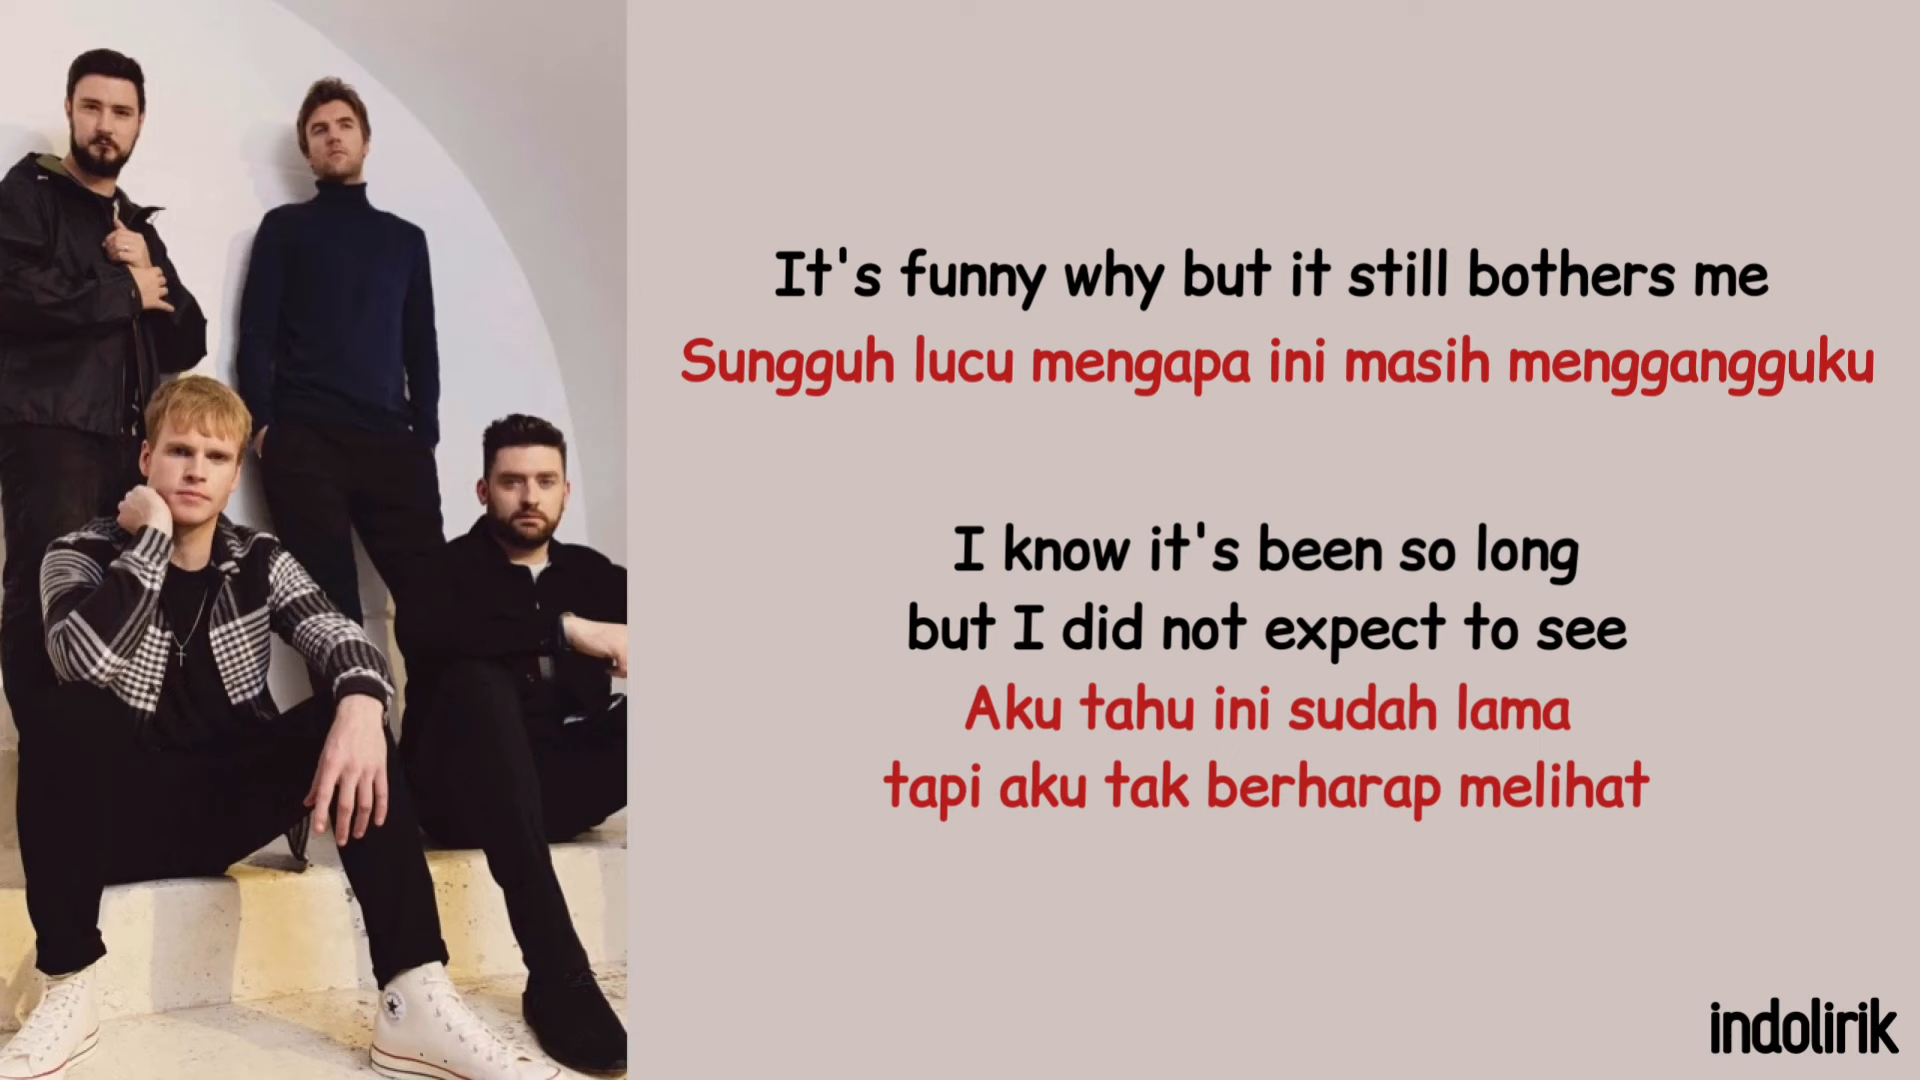 It's funny why but it still bothers me
Sungguh lucu mengapa ini masih menggangguku
I know it's been so long
but I did not expect to see
Aku tahu ini sudah lama
tapi aku tak berharap melihat
indolirik